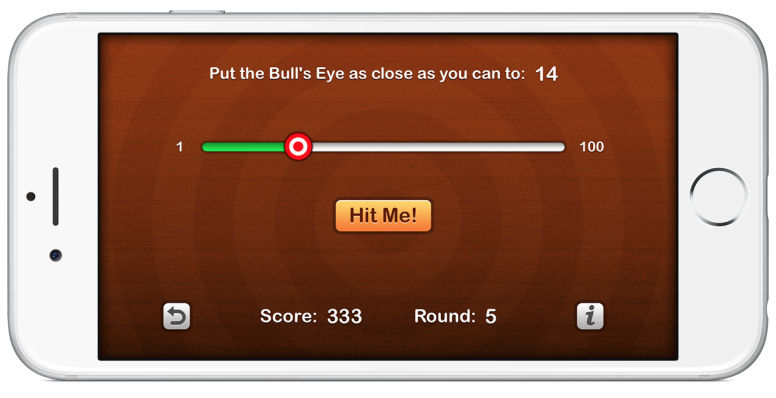 Put the Bull's Eye as close as you can to: 14
1 100
Hit Me!
Score: 333 Round: 5
i